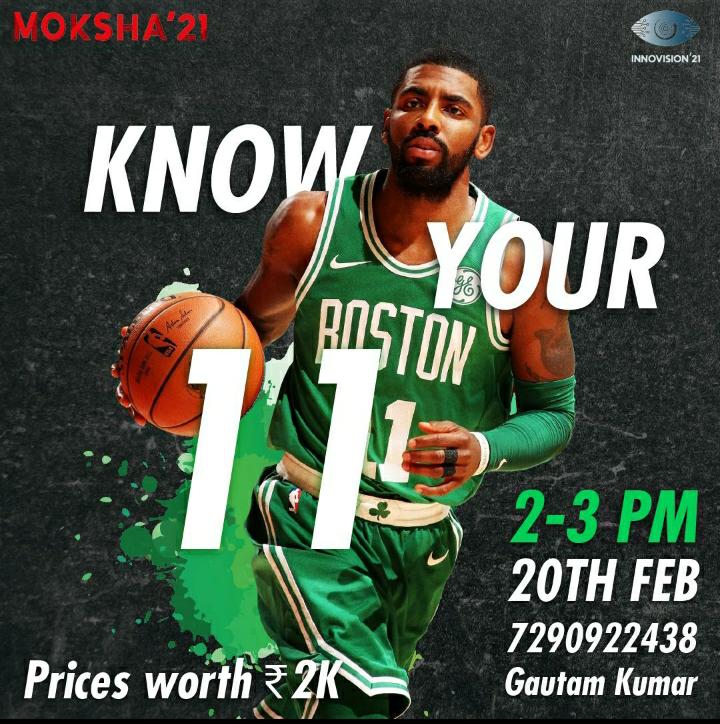 MOKSHA'21
INNOVISION'21
KNOW
YOUR
BOSTON
11
1
2-3 PM
20TH FEB
7290922438
Gautam Kumar
Prices worth ₹ 2K